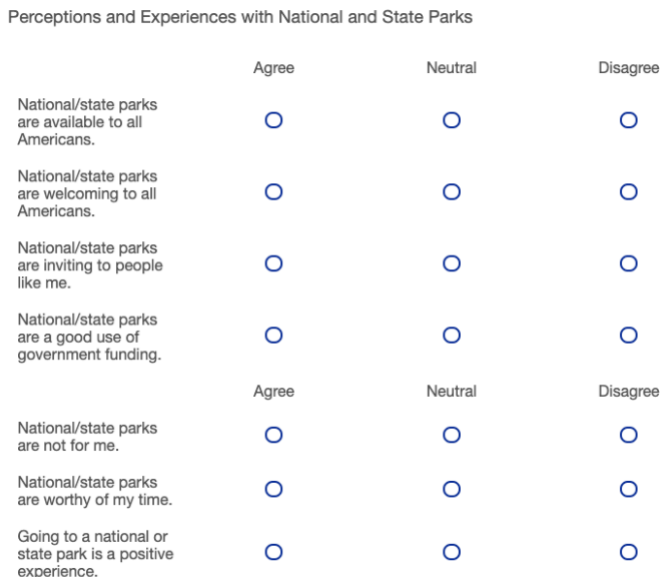 Perceptions and Experiences with National and State Parks
Agree Neutral Disagree
National/state parks
are available to all
Americans.
National/state parks
are welcoming to all
Americans.
National/state parks
are inviting to people
like me.
National/state parks
are a good use of
government funding.
Agree Neutral Disagree
National/state parks
are not for me.
National/state parks
are worthy of my time.
Going to a national or
state park is a positive
experience.